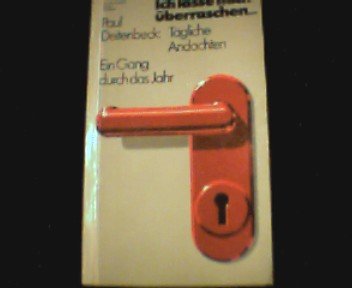 Ich lasse mich
überraschen...
Paul
Deitenbeck: Tägliche
Andachten
Ein Gang
durch das Jahr